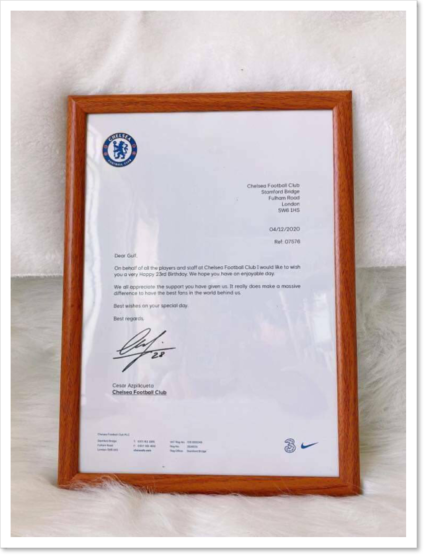 CHELSEA
FOOTBALL CLUB
Chelsea Football Club
Stamford Bridge
Fulham Road
London
SW6 1HS
04/12/2020
Ref: 07578
Dear Gulf,
On behalf of all the players and staff at Chelsea Football Club I would like to wish
you a very Happy 23rd Birthday. We hope you have an enjoyable day.
We all appreciate the support you have given us. It really does make a massive
difference to have the best fans in the world behind us.
Best wishes on your special day.
Best regards,
28
Cesar Azpilicueta
Chelsea Football Club
3